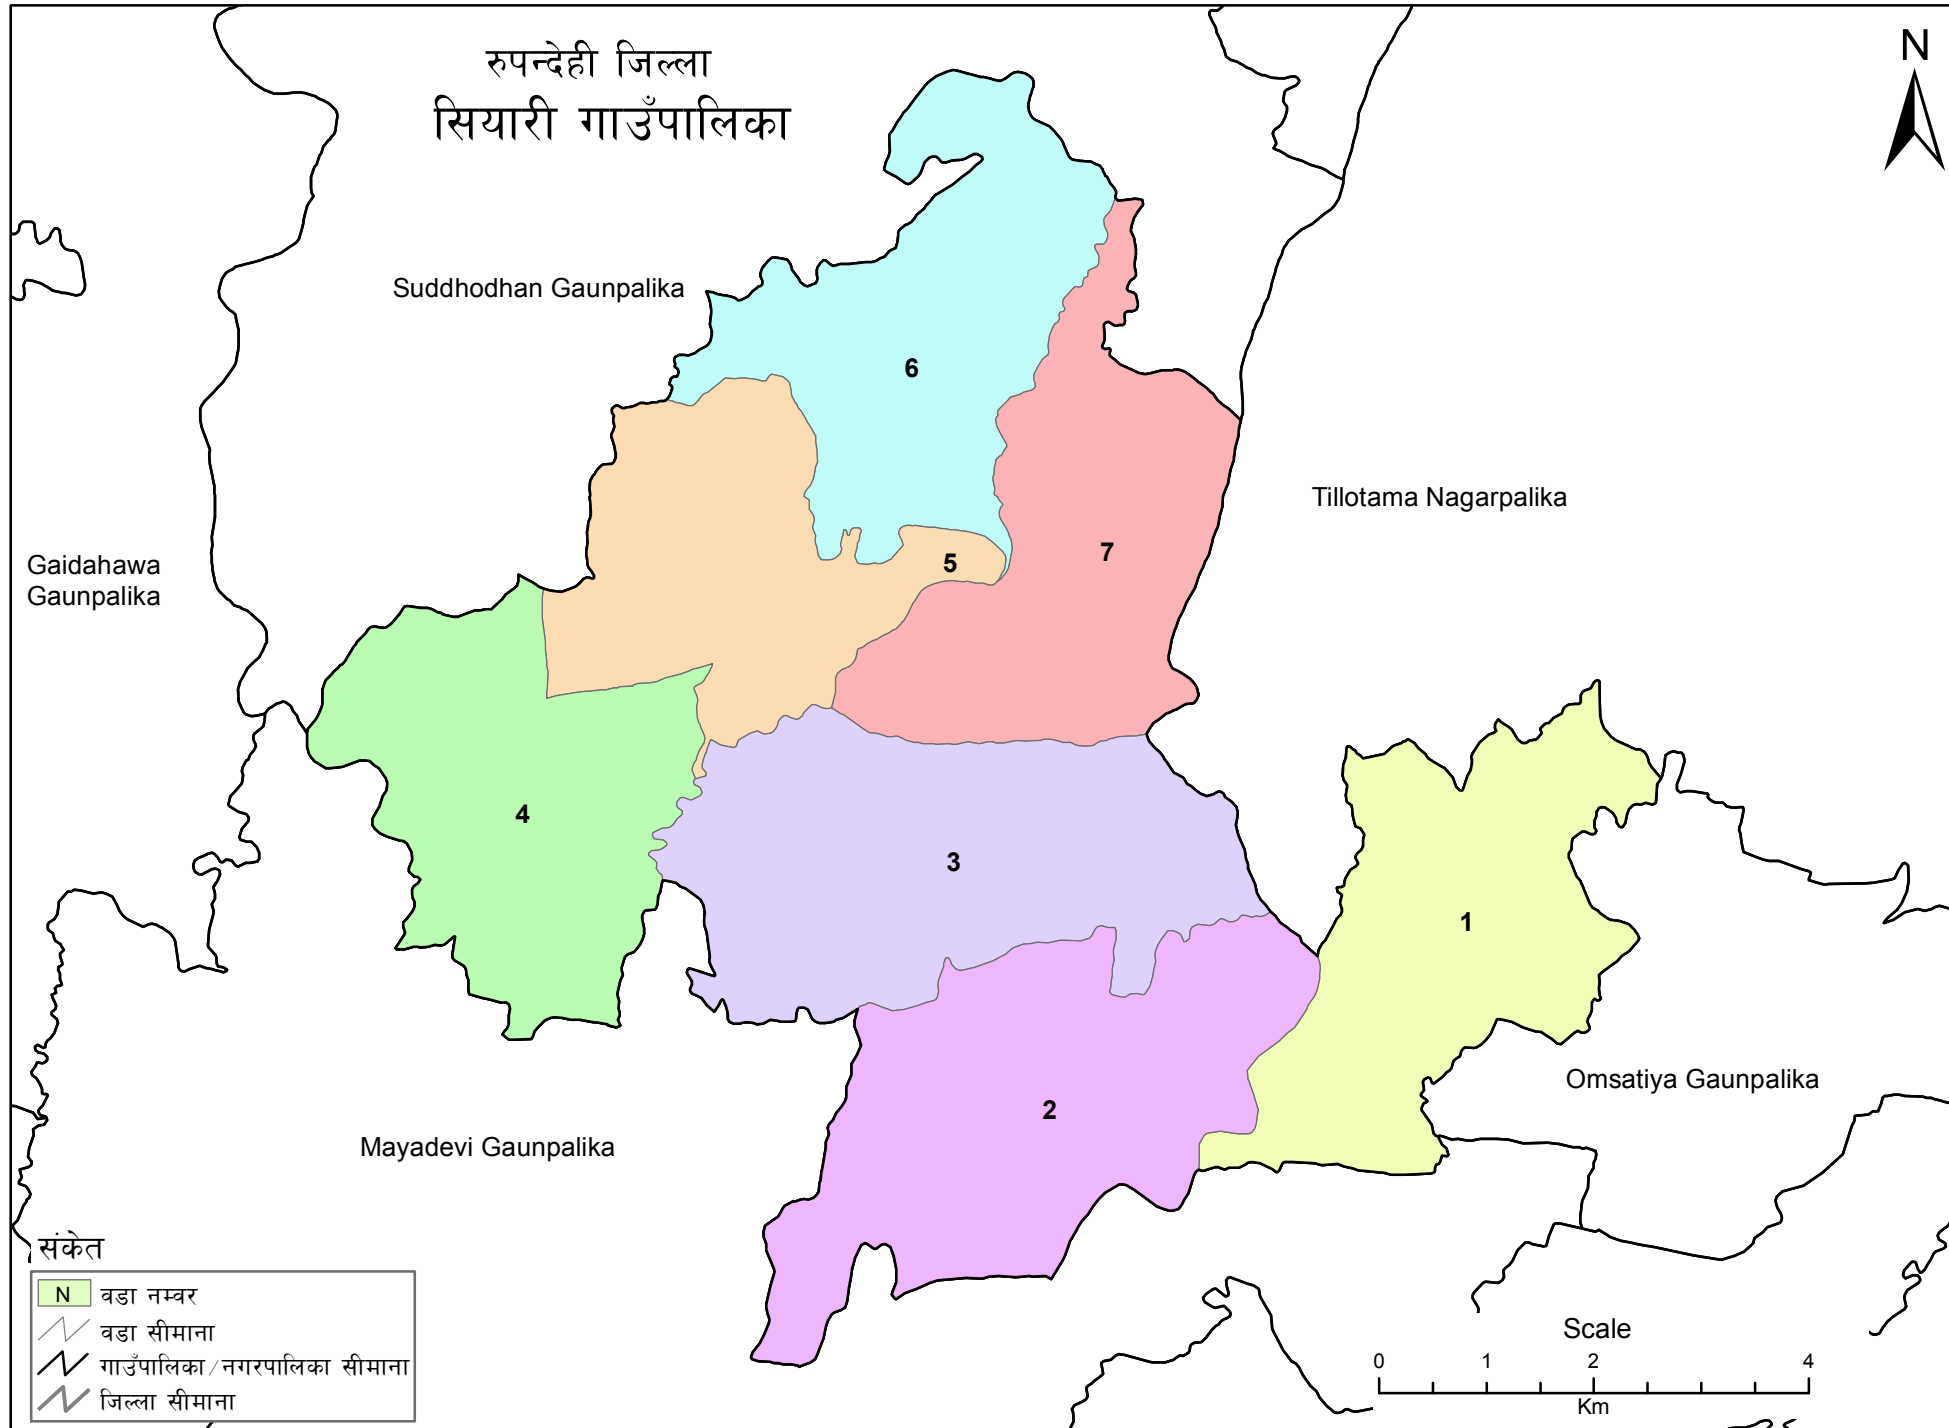 रुपन्देही जिल्ला
सियारी गाउँपालिका
N
Suddhodhan Gaunpalika
6
Tillotama Nagarpalika
7
5
Gaidahawa
Gaunpalika
4
3
1
Omsatiya Gaunpalika
2
Mayadevi Gaunpalika
संकेत
N वडा नम्वर
वडा सीमाना
गाउँपालिका/नगरपालिका सीमाना
जिल्ला सीमाना
Scale
0 1 2 4
Km